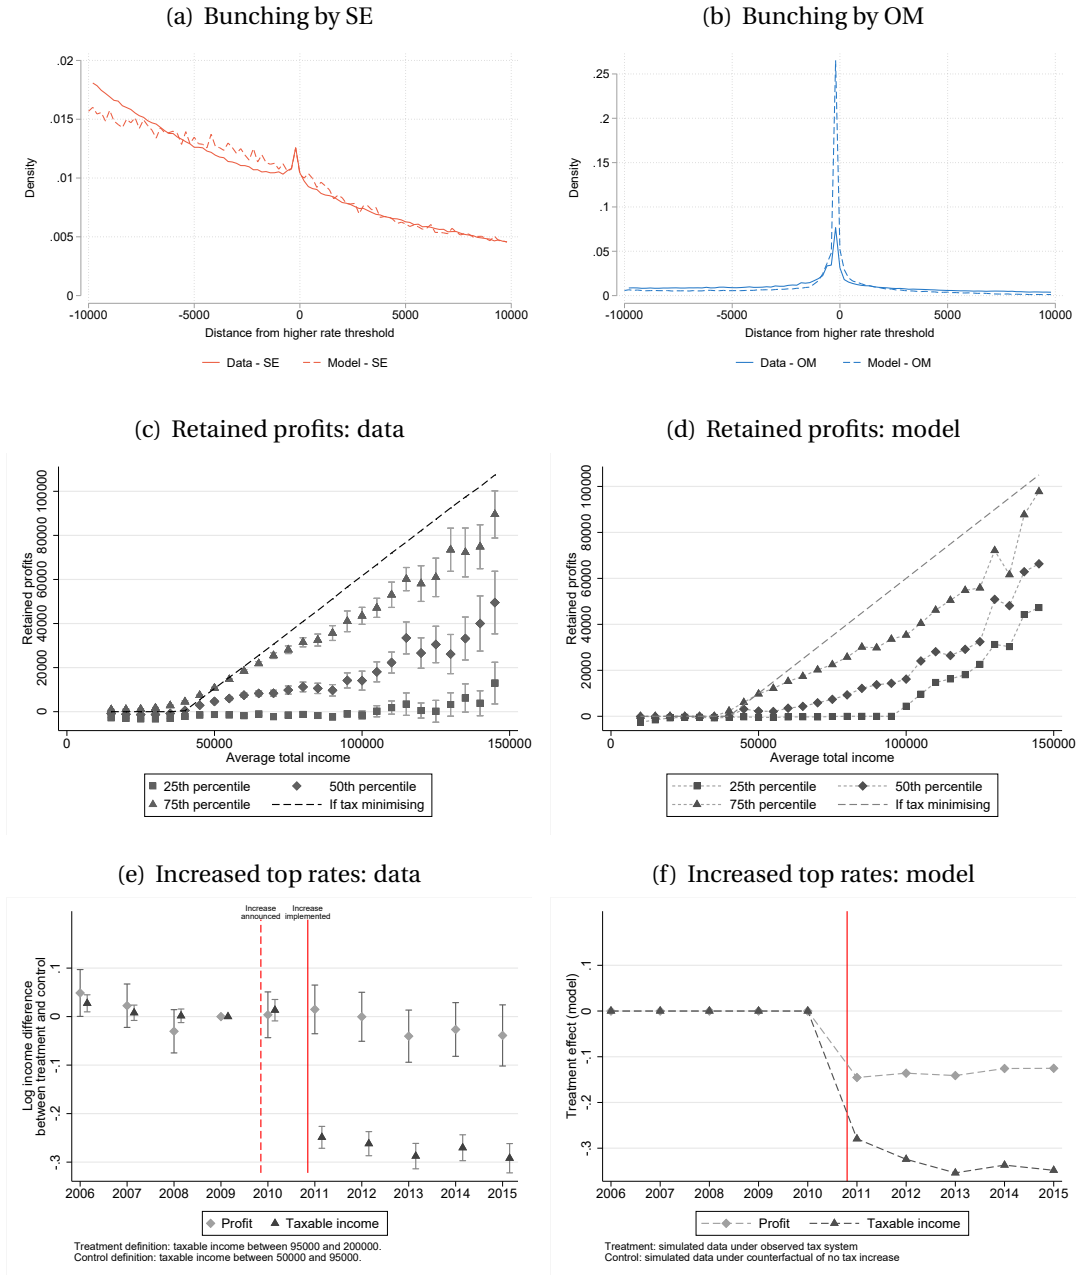 (a) Bunching by SE
.02
.015
.01
.005
0
Density
-10000 -5000 0 5000 10000
Distance from higher rate threshold
Data - SE Model - SE
(b) Bunching by OM
.25
.2
.15
.1
.05
0
Density
-10000 -5000 0 5000 10000
Distance from higher rate threshold
Data - OM Model - OM
(c) Retained profits: data
Retained profits
0 20000 40000 60000 80000 100000
0 50000 100000 150000
Average total income
25th percentile 50th percentile
75th percentile If tax minimising
(d) Retained profits: model
Retained profits
0 20000 40000 60000 80000 100000
0 50000 100000 150000
Average total income
25th percentile 50th percentile
75th percentile If tax minimising
(e) Increased top rates: data
Increase
announced
Increase
implemented
Log income difference
between treatment and control
-.3 -.2 -.1 0 .1
2006 2007 2008 2009 2010 2011 2012 2013 2014 2015
Profit Taxable income
Treatment definition: taxable income between 95000 and 200000.
Control definition: taxable income between 50000 and 95000.
(f) Increased top rates: model
Treatment effect (model)
-.3 -.2 -.1 0 .1
2006 2007 2008 2009 2010 2011 2012 2013 2014 2015
Profit Taxable income
Treatment: simulated data under observed tax system
Control: simulated data under counterfactual of no tax increase